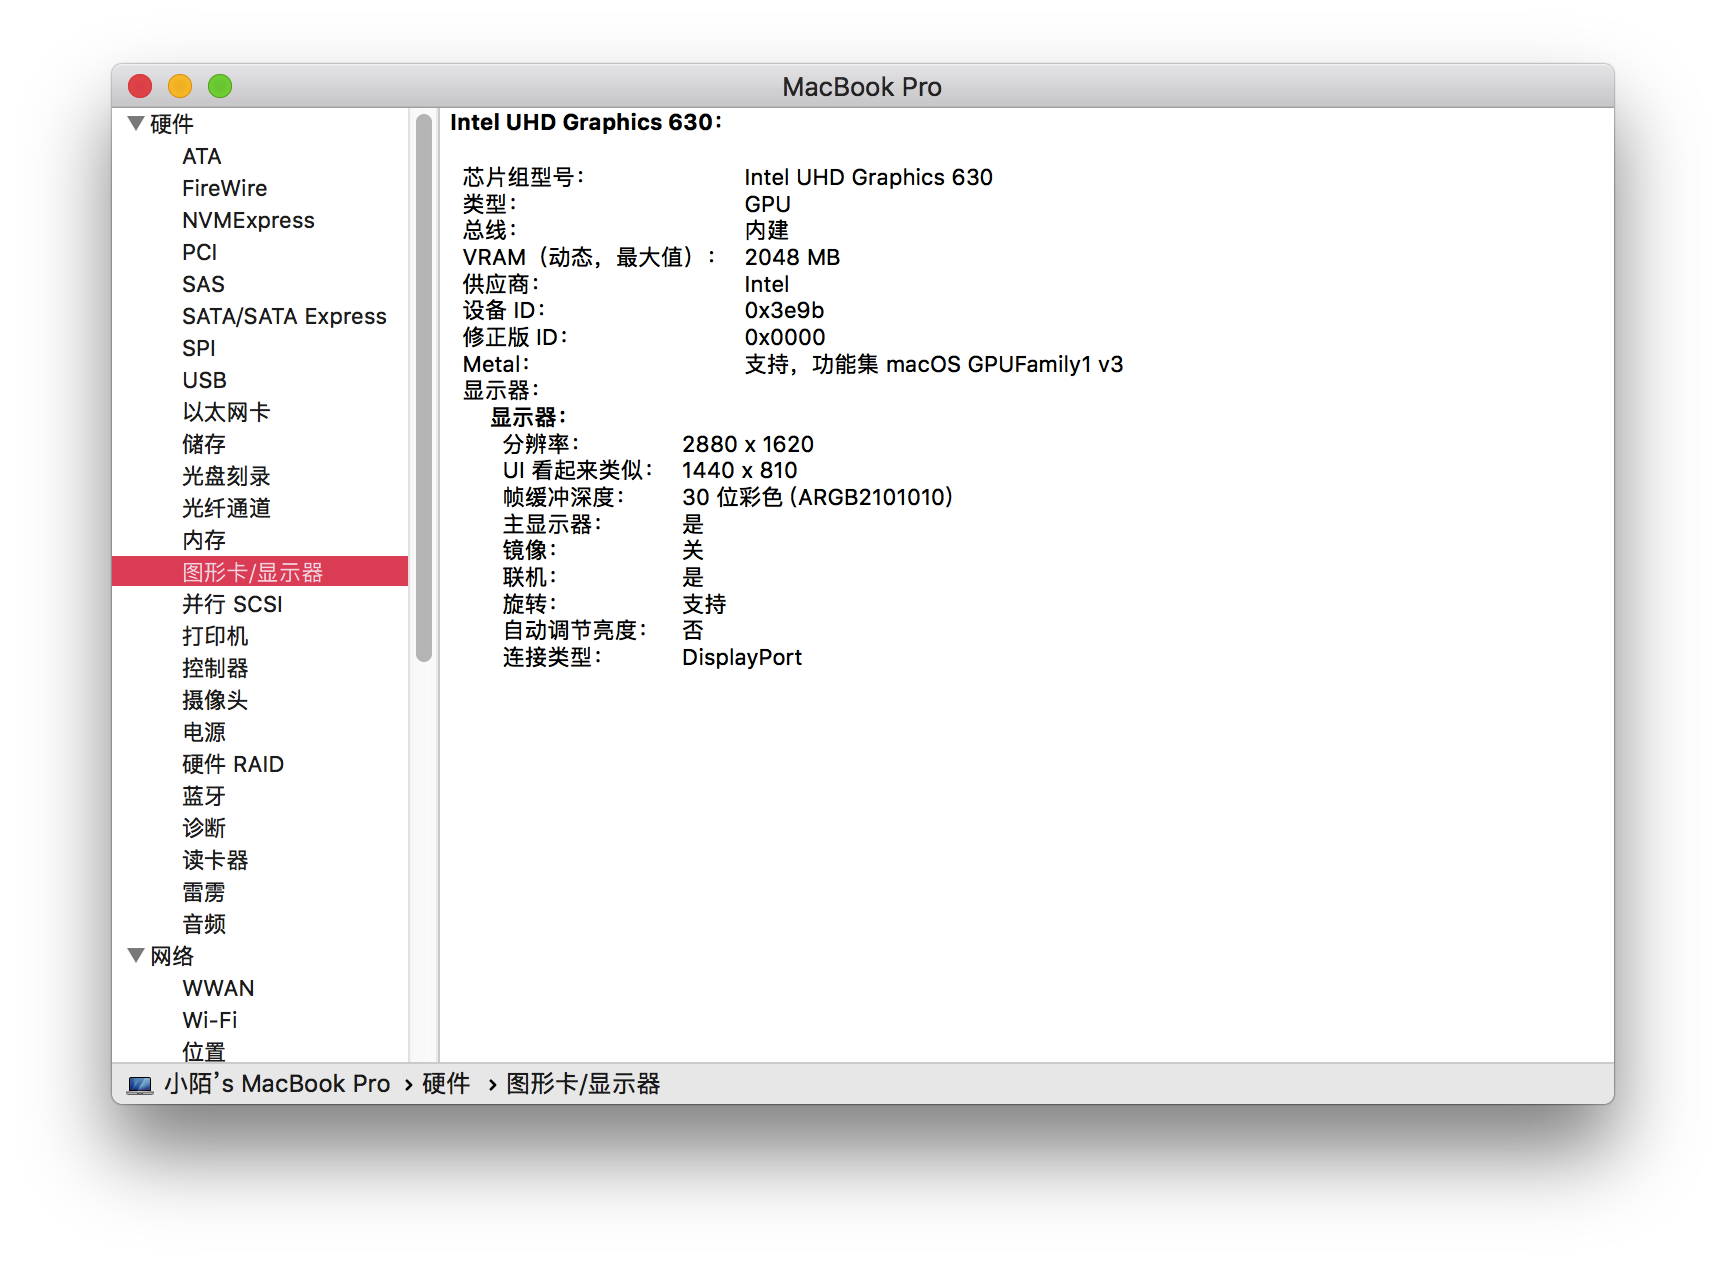 MacBook Pro
硬件
ATA
FireWire
NVMExpress
PCI
SAS
SATA/SATA Express
SPI
USB
以太网卡
储存
光盘刻录
光纤通道
内存
图形卡/显示器
并行 SCSI
打印机
控制器
摄像头
电源
硬件 RAID
蓝牙
诊断
读卡器
雷雳
音频
网络
WWAN
Wi-Fi
位置
Intel UHD Graphics 630：
芯片组型号： Intel UHD Graphics 630
类型： GPU
总线： 内建
VRAM（动态，最大值）： 2048 MB
供应商： Intel
设备 ID： 0x3e9b
修正版 ID： 0x0000
Metal： 支持，功能集 macOS GPUFamily1 v3
显示器：
显示器：
分辨率： 2880 x 1620
UI 看起来类似： 1440 x 810
帧缓冲深度： 30 位彩色 (ARGB2101010)
主显示器： 是
镜像： 关
联机： 是
旋转： 支持
自动调节亮度： 否
连接类型： DisplayPort
小陌’s MacBook Pro › 硬件 › 图形卡/显示器